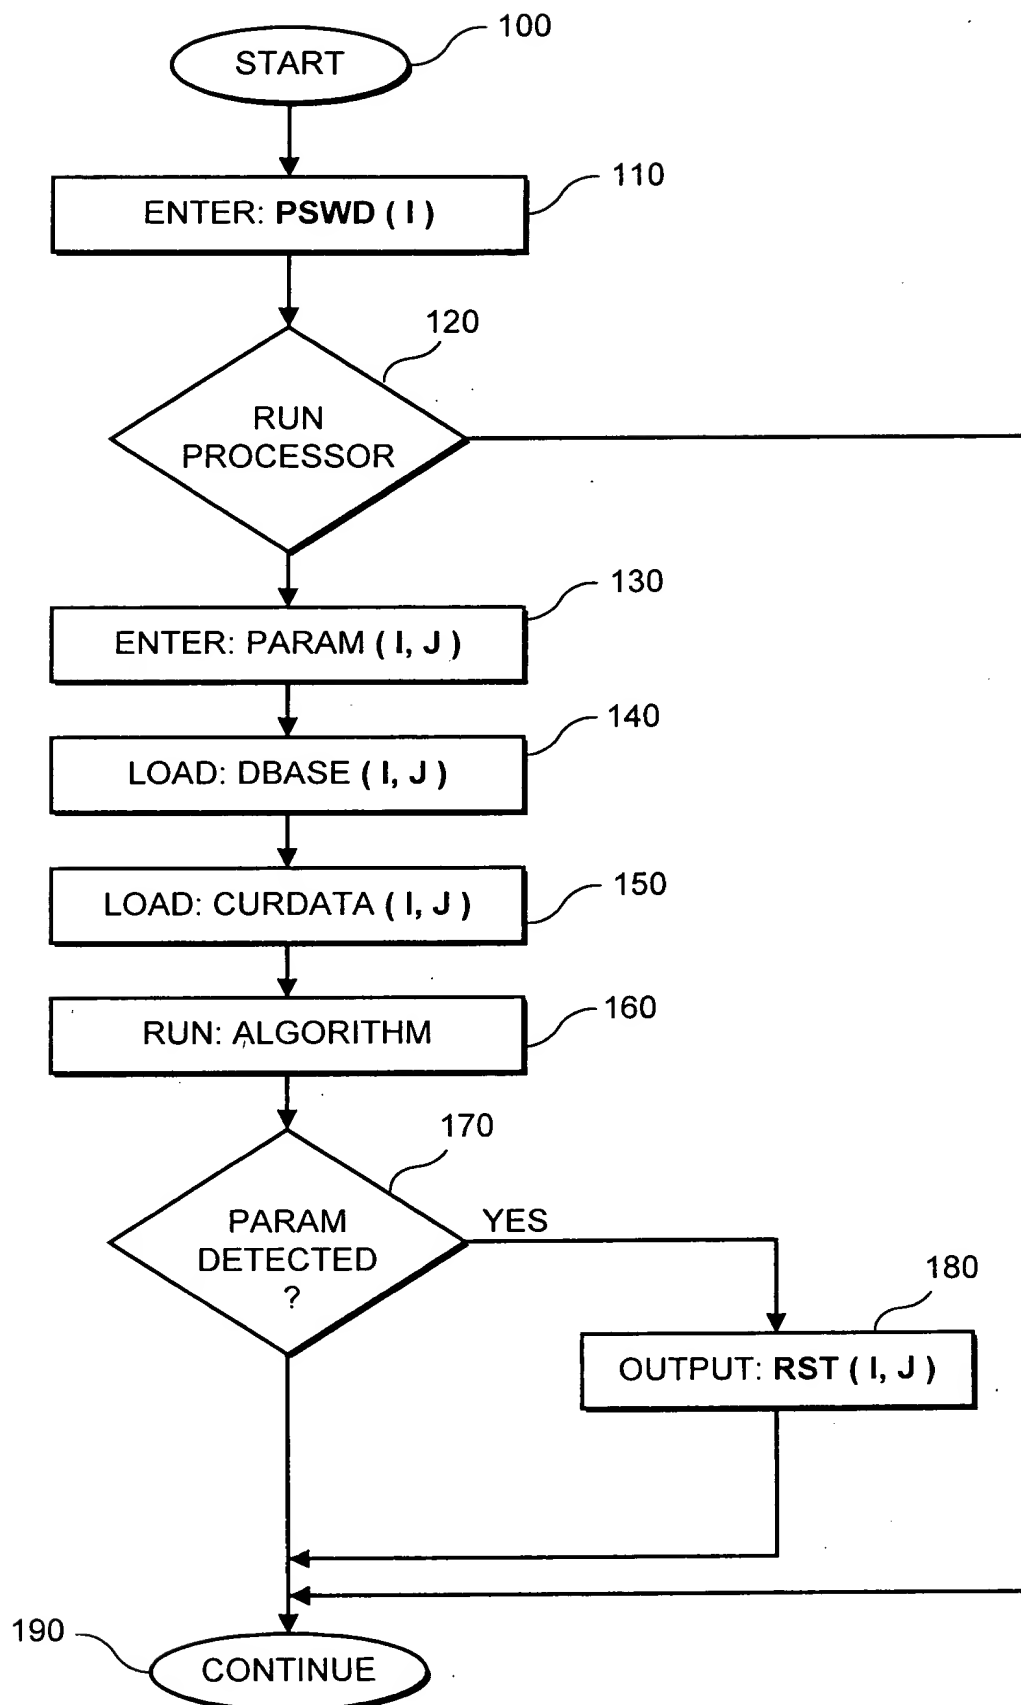 100
START
110
ENTER: PSWD ( I )
120
RUN
PROCESSOR
130
ENTER: PARAM ( I, J )
140
LOAD: DBASE ( I, J )
150
LOAD: CURDATA ( I, J )
160
RUN: ALGORITHM
170
PARAM
DETECTED
?
YES
180
OUTPUT: RST ( I, J )
190
CONTINUE